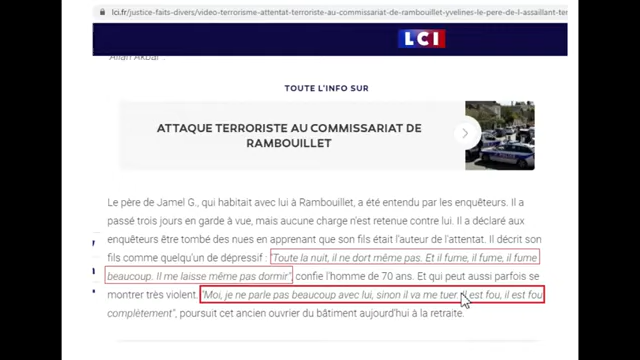 lci.fr/justice-faits-divers/video-terrorisme-attentat-terroriste-au-commissariat-de-rambouillet-yvelines-le-pere-de-l-assaillant-ter
LCI
Allah Akbar".
TOUTE L'INFO SUR
ATTAQUE TERRORISTE AU COMMISSARIAT DE
RAMBOUILLET
Le père de Jamel G., qui habitait avec lui à Rambouillet, a été entendu par les enquêteurs. Il a
passé trois jours en garde à vue, mais aucune charge n'est retenue contre lui. Il a déclaré aux
enquêteurs être tombé des nues en apprenant que son fils était l'auteur de l'attentat. Il décrit son
fils comme quelqu'un de dépressif : "Toute la nuit, il ne dort même pas. Et il fume, il fume, il fume
beaucoup. Il me laisse même pas dormir", confie l'homme de 70 ans. Et qui peut aussi parfois se
montrer très violent. "Moi, je ne parle pas beaucoup avec lui, sinon il va me tuer, il est fou, il est fou
complètement", poursuit cet ancien ouvrier du bâtiment aujourd'hui à la retraite.